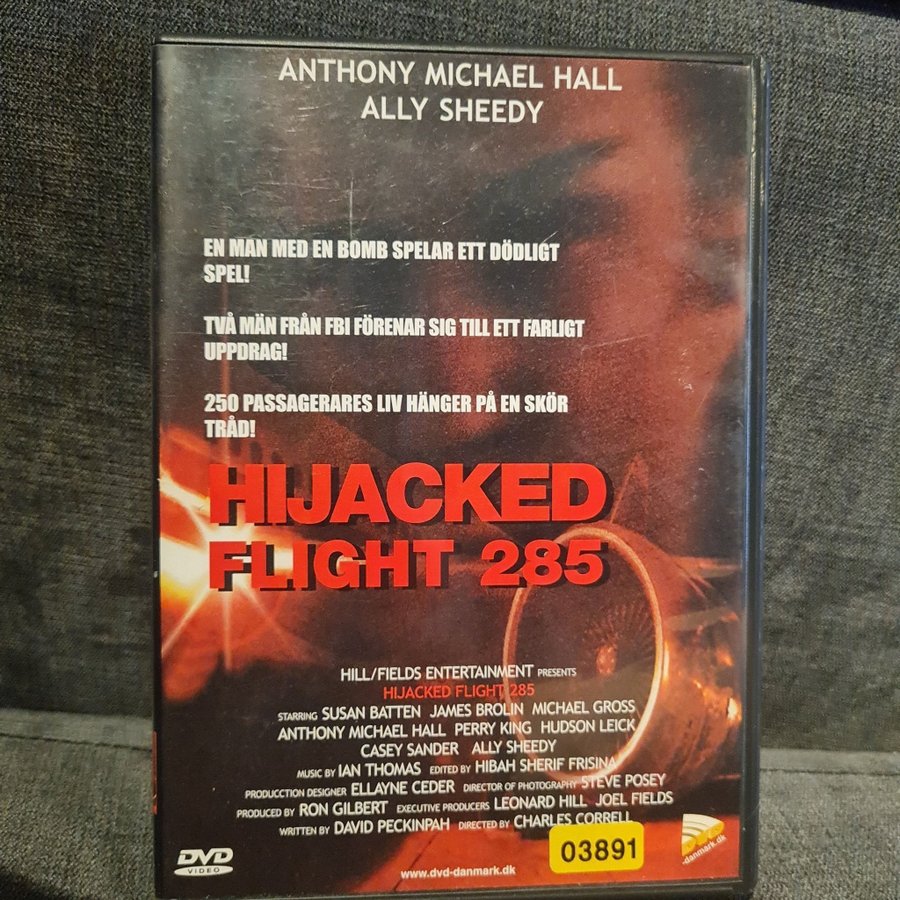 ANTHONY MICHAEL HALL
ALLY SHEEDY
EN MAN MED EN BOMB SPELAR ETT DÖDLIGT
SPEL!
TVÅ MÄN FRÅN FBI FÖRENAR SIG TILL ETT FARLIGT
UPPDRAG!
250 PASSAGERARES LIV HÄNGER PÅ EN SKÖR
TRÅD!
HIJACKED
FLIGHT 285
HILL/FIELDS ENTERTAINMENT PRESENTS
HIJACKED FLIGHT 285
STARRING SUSAN BATTEN JAMES BROLIN MICHAEL GROSS
ANTHONY MICHAEL HALL PERRY KING HUDSON LEICK
CASEY SANDER ALLY SHEEDY
MUSIC BY IAN THOMAS EDITED BY HIBAH SHERIF FRISINA
PRODUCCTION DESIGNER ELLAYNE CEDER DIRECTOR OF PHOTOGRAPHY STEVE POSEY
PRODUCED BY RON GILBERT EXECUTIVE PRODUCERS LEONARD HILL JOEL FIELDS
WRITTEN BY DAVID PECKINPAH DIRECTED BY CHARLES CORRELL
03891
DVD
VIDEO
www.dvd-danmark.dk
DVD
-danmark.dk